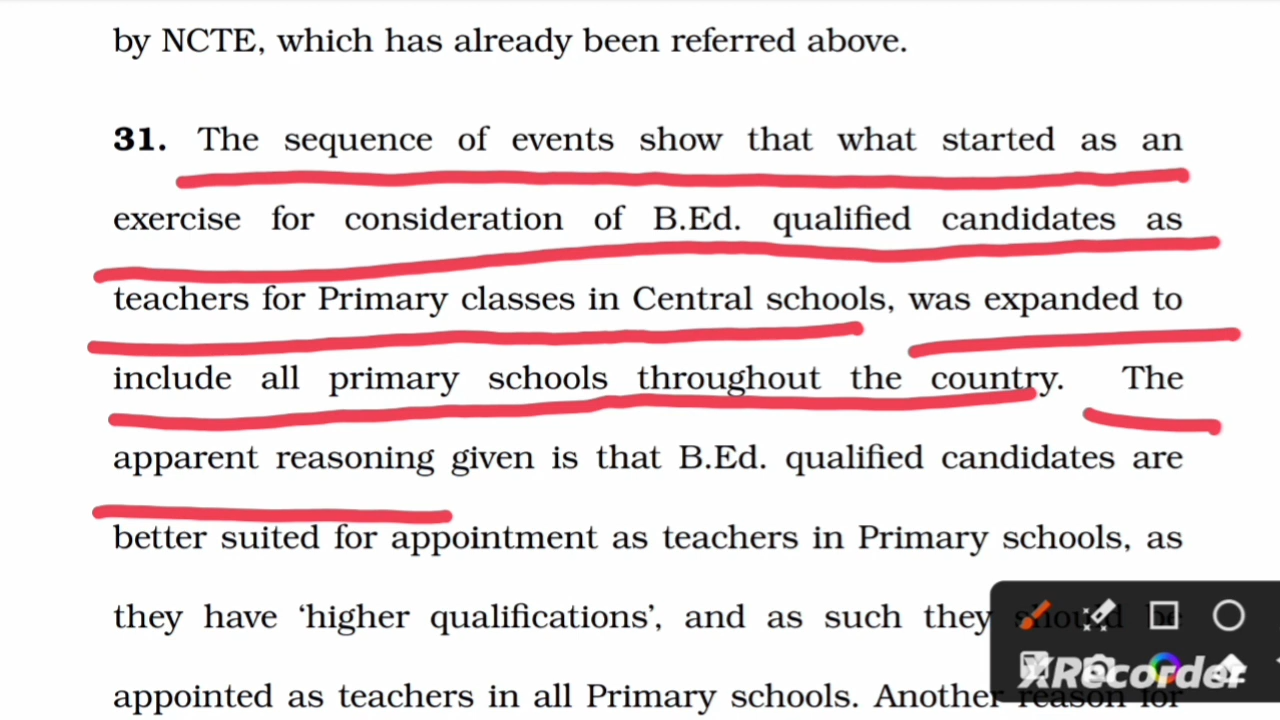 by NCTE, which has already been referred above.
31. The sequence of events show that what started as an
exercise for consideration of B.Ed. qualified candidates as
teachers for Primary classes in Central schools, was expanded to
include all primary schools throughout the country. The
apparent reasoning given is that B.Ed. qualified candidates are
better suited for appointment as teachers in Primary schools, as
they have ‘higher qualifications’, and as such they should be
appointed as teachers in all Primary schools. Another reason for
XRecorder